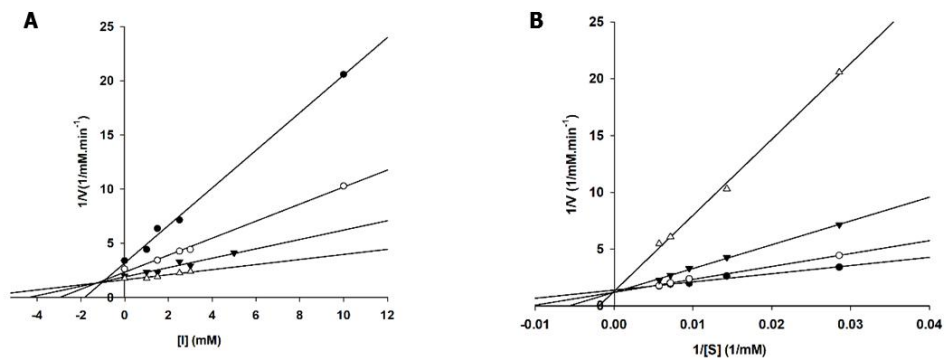 A
1/V(1/mM.min-1)
25
20
15
10
5
0
-4 -2 0 2 4 6 8 10 12
[I] (mM)
B
1/V (1/mM.min-1)
25
20
15
10
5
0
-0.01 0.00 0.01 0.02 0.03 0.04
1/[S] (1/mM)